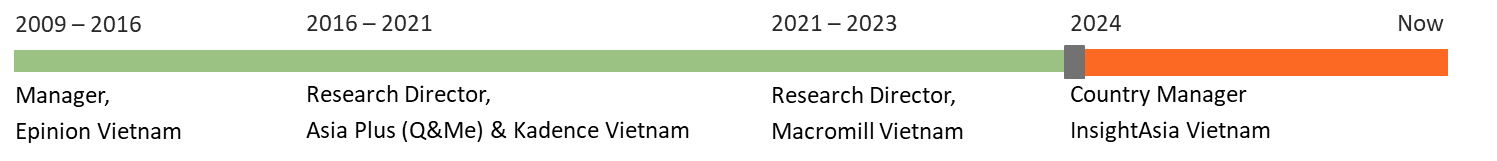 2009 – 2016
2016 – 2021
2021 – 2023
2024
Now
Manager,
Epinion Vietnam
Research Director,
Asia Plus (Q&Me) & Kadence Vietnam
Research Director,
Macromill Vietnam
Country Manager
InsightAsia Vietnam